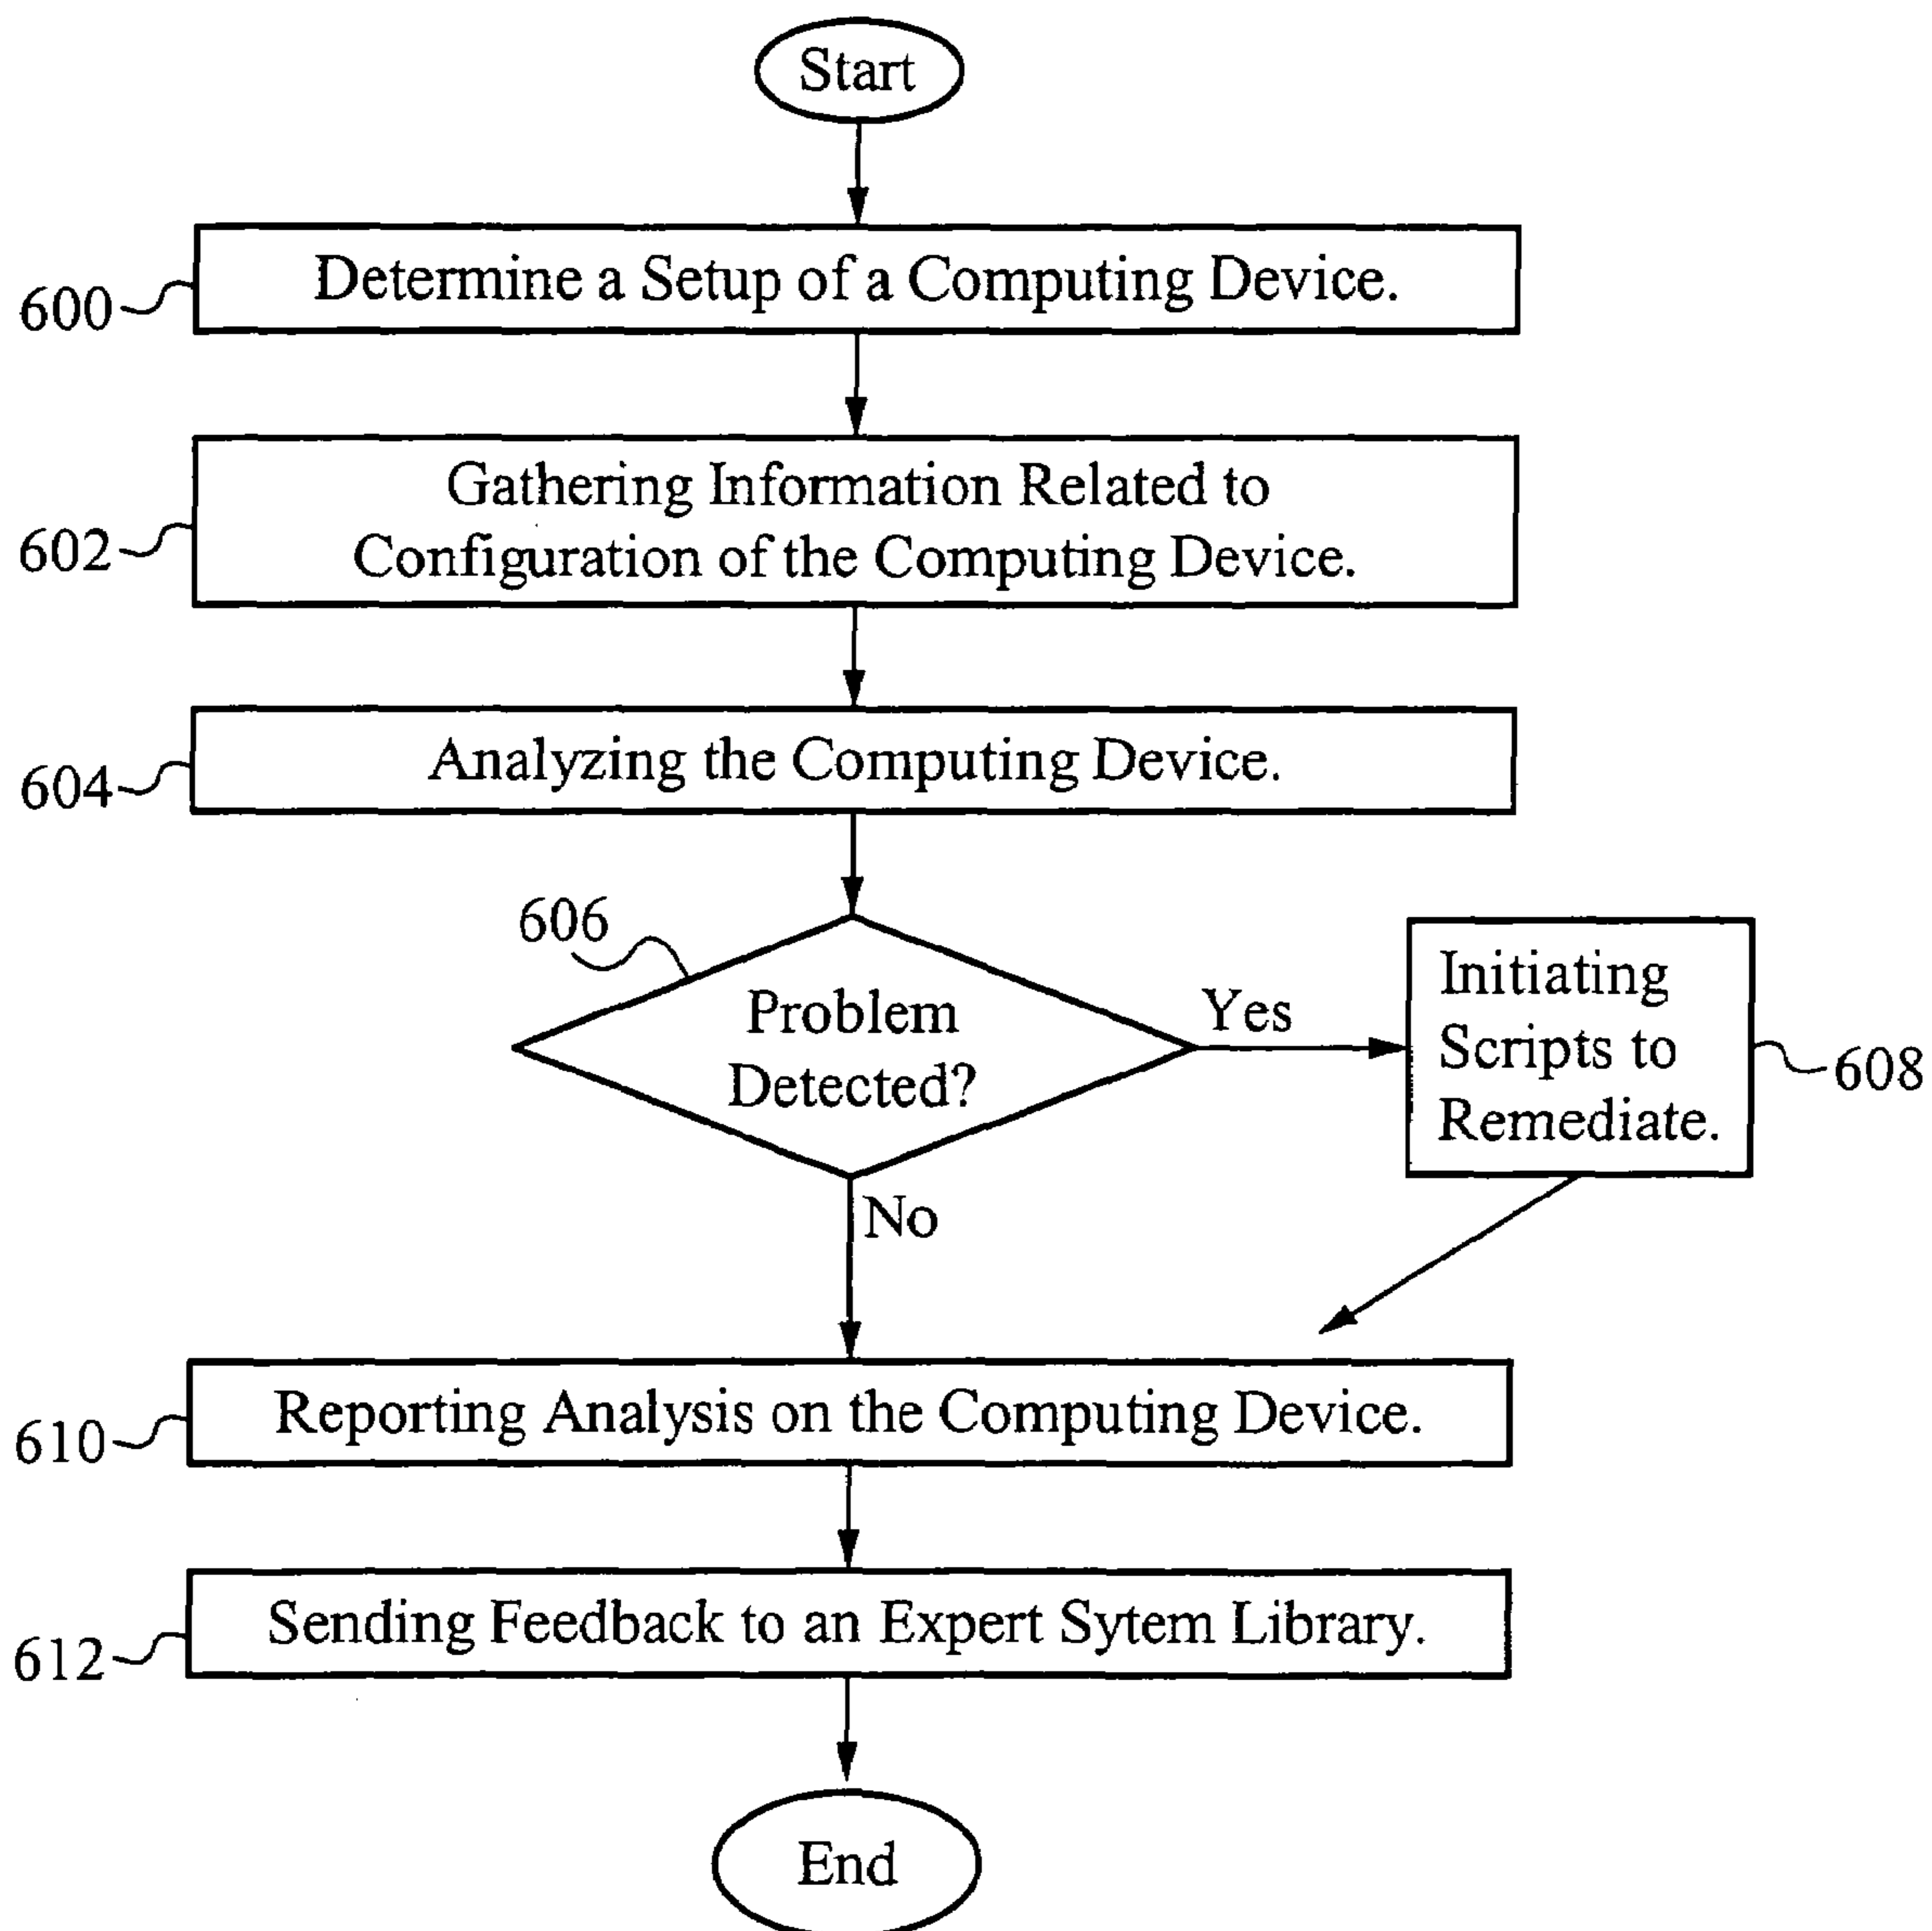 Start
600
Determine a Setup of a Computing Device.
602
Gathering Information Related to
Configuration of the Computing Device.
604
Analyzing the Computing Device.
606
Problem
Detected?
Yes
Initiating
Scripts to
Remediate.
608
No
610
Reporting Analysis on the Computing Device.
612
Sending Feedback to an Expert Sytem Library.
End